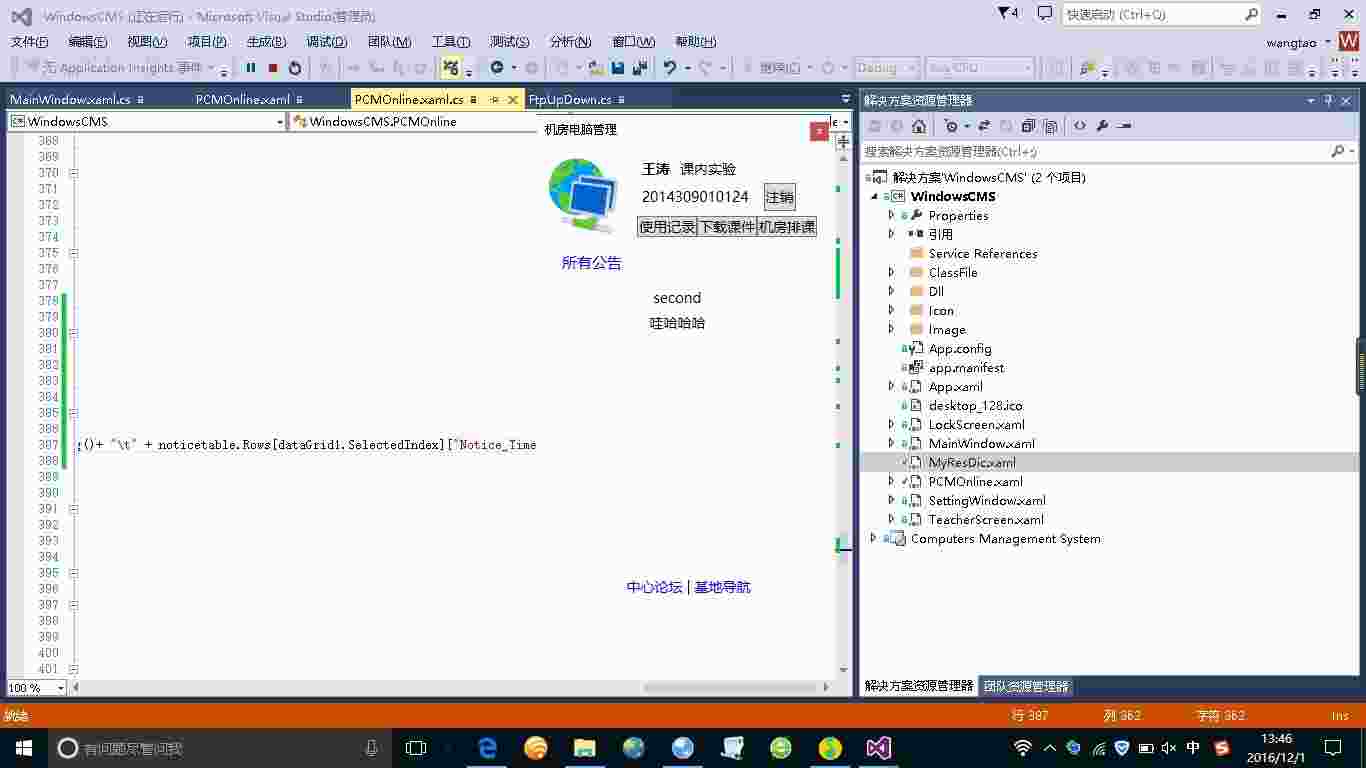 WindowsCMS (正在运行) - Microsoft Visual Studio(管理员)
4
快速启动 (Ctrl+Q)
文件(F) 编辑(E) 视图(V) 项目(P) 生成(B) 调试(D) 团队(M) 工具(T) 测试(S) 分析(N) 窗口(W) 帮助(H)
wangtao W
无 Application Insights 事件
继续(C) Debug Any CPU
MainWindow.xaml.cs PCMOnline.xaml PCMOnline.xaml.cs FtpUpDown.cs
WindowsCMS WindowsCMS.PCMOnline
368
369
370
371
372
373
374
375
376
377
378
379
380
381
382
383
384
385
386
387 g()+ "\t" + noticetable.Rows[dataGrid1.SelectedIndex]["Notice_Time
388
389
390
391
392
393
394
395
396
397
398
399
400
401
100 %
机房电脑管理
x
王涛 课内实验
2014309010124 注销
使用记录 下载课件 机房排课
所有公告
second
哇哈哈哈
中心论坛 | 基地导航
解决方案资源管理器
搜索解决方案资源管理器(Ctrl+;)
解决方案'WindowsCMS' (2 个项目)
WindowsCMS
Properties
引用
Service References
ClassFile
Dll
Icon
Image
App.config
app.manifest
App.xaml
desktop_128.ico
LockScreen.xaml
MainWindow.xaml
MyResDic.xaml
PCMOnline.xaml
SettingWindow.xaml
TeacherScreen.xaml
Computers Management System
解决方案资源管理器 团队资源管理器
就绪 行 387 列 362 字符 362 Ins
有问题尽管问我
中
13:46
2016/12/1